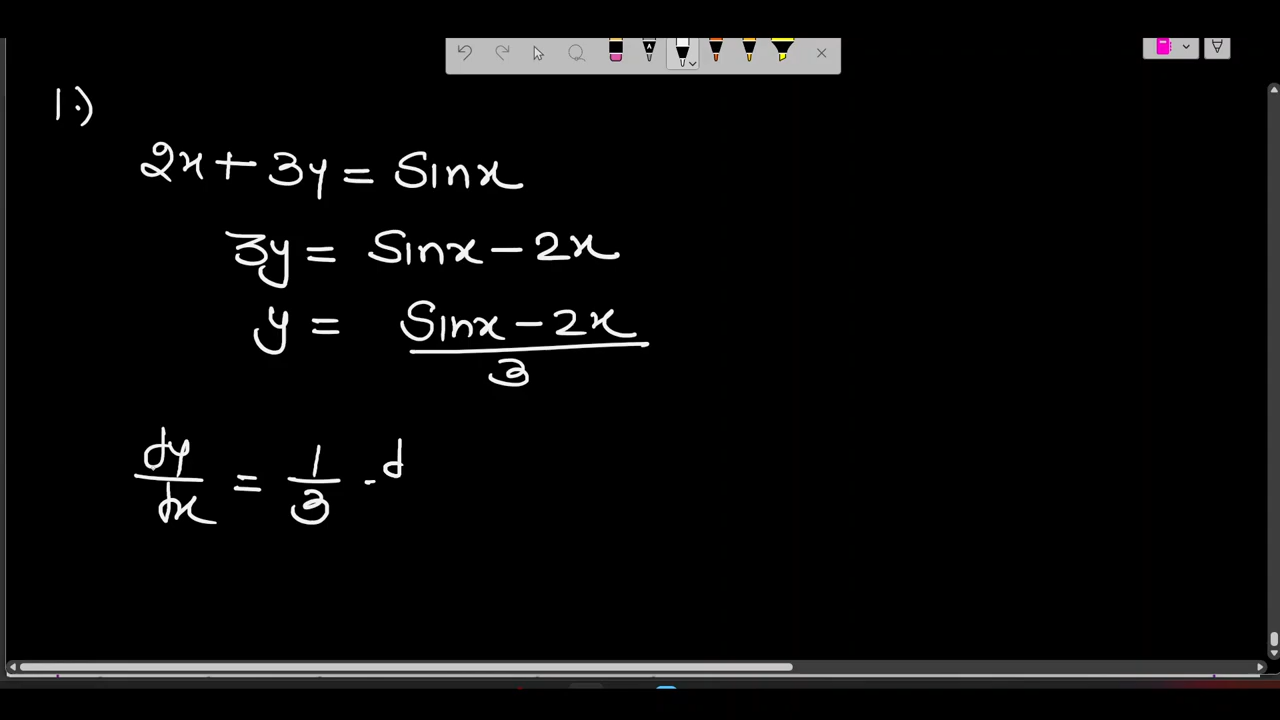 1.)
2x + 3y = Sinx
3y = Sinx - 2x
y = Sinx - 2x / 3
dy/dx = 1/3 . d